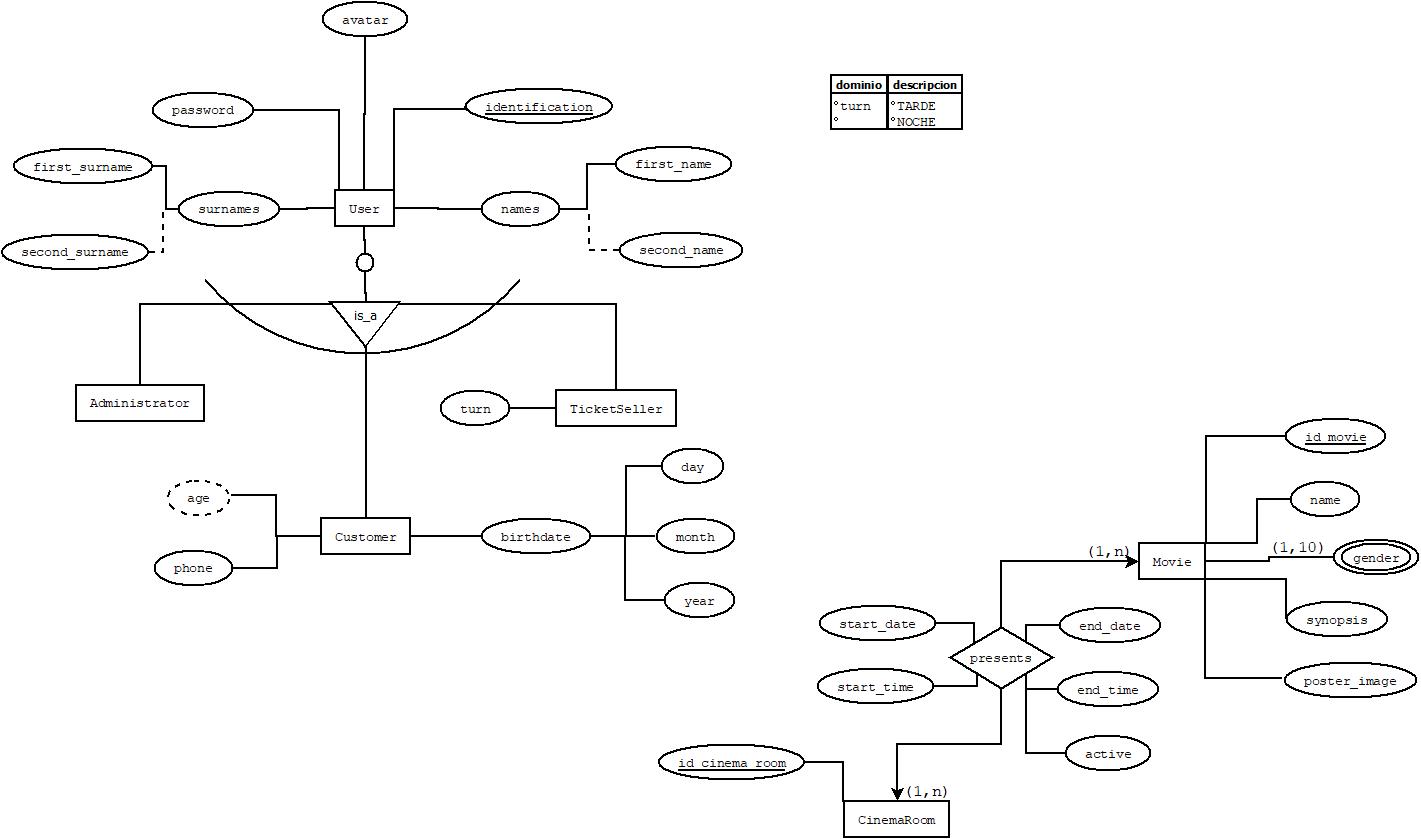 avatar
password
identification
dominio descripcion
turn TARDE
NOCHE
first_surname
first_name
surnames
User
names
second_surname
second_name
is_a
Administrator
turn
TicketSeller
id_movie
day
age
name
Customer
birthdate
month
(1,n)
(1,10)
Movie
gender
phone
year
start_date
end_date
synopsis
presents
start_time
end_time
poster_image
active
id_cinema_room
(1,n)
CinemaRoom